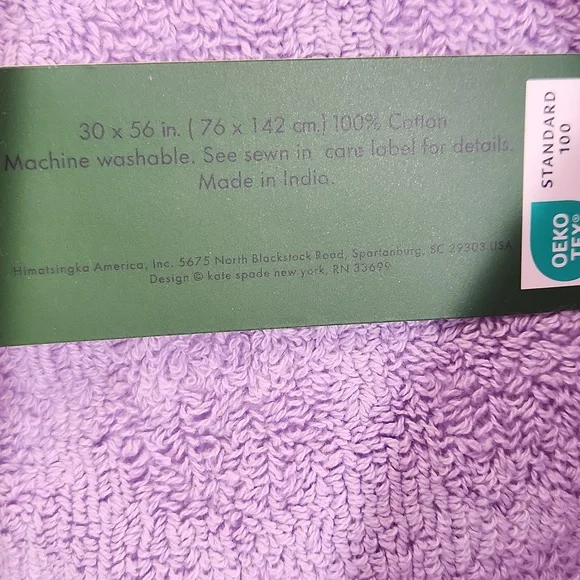 30 x 56 in. ( 76 x 142 cm.) 100% Cotton
Machine washable. See sewn in care label for details.
Made in India.
Himatsingka America, Inc. 5675 North Blackstock Road, Spartanburg, SC 29303 USA
Design © kate spade new york, RN 33699
STANDARD
100
OEKO
TEX®